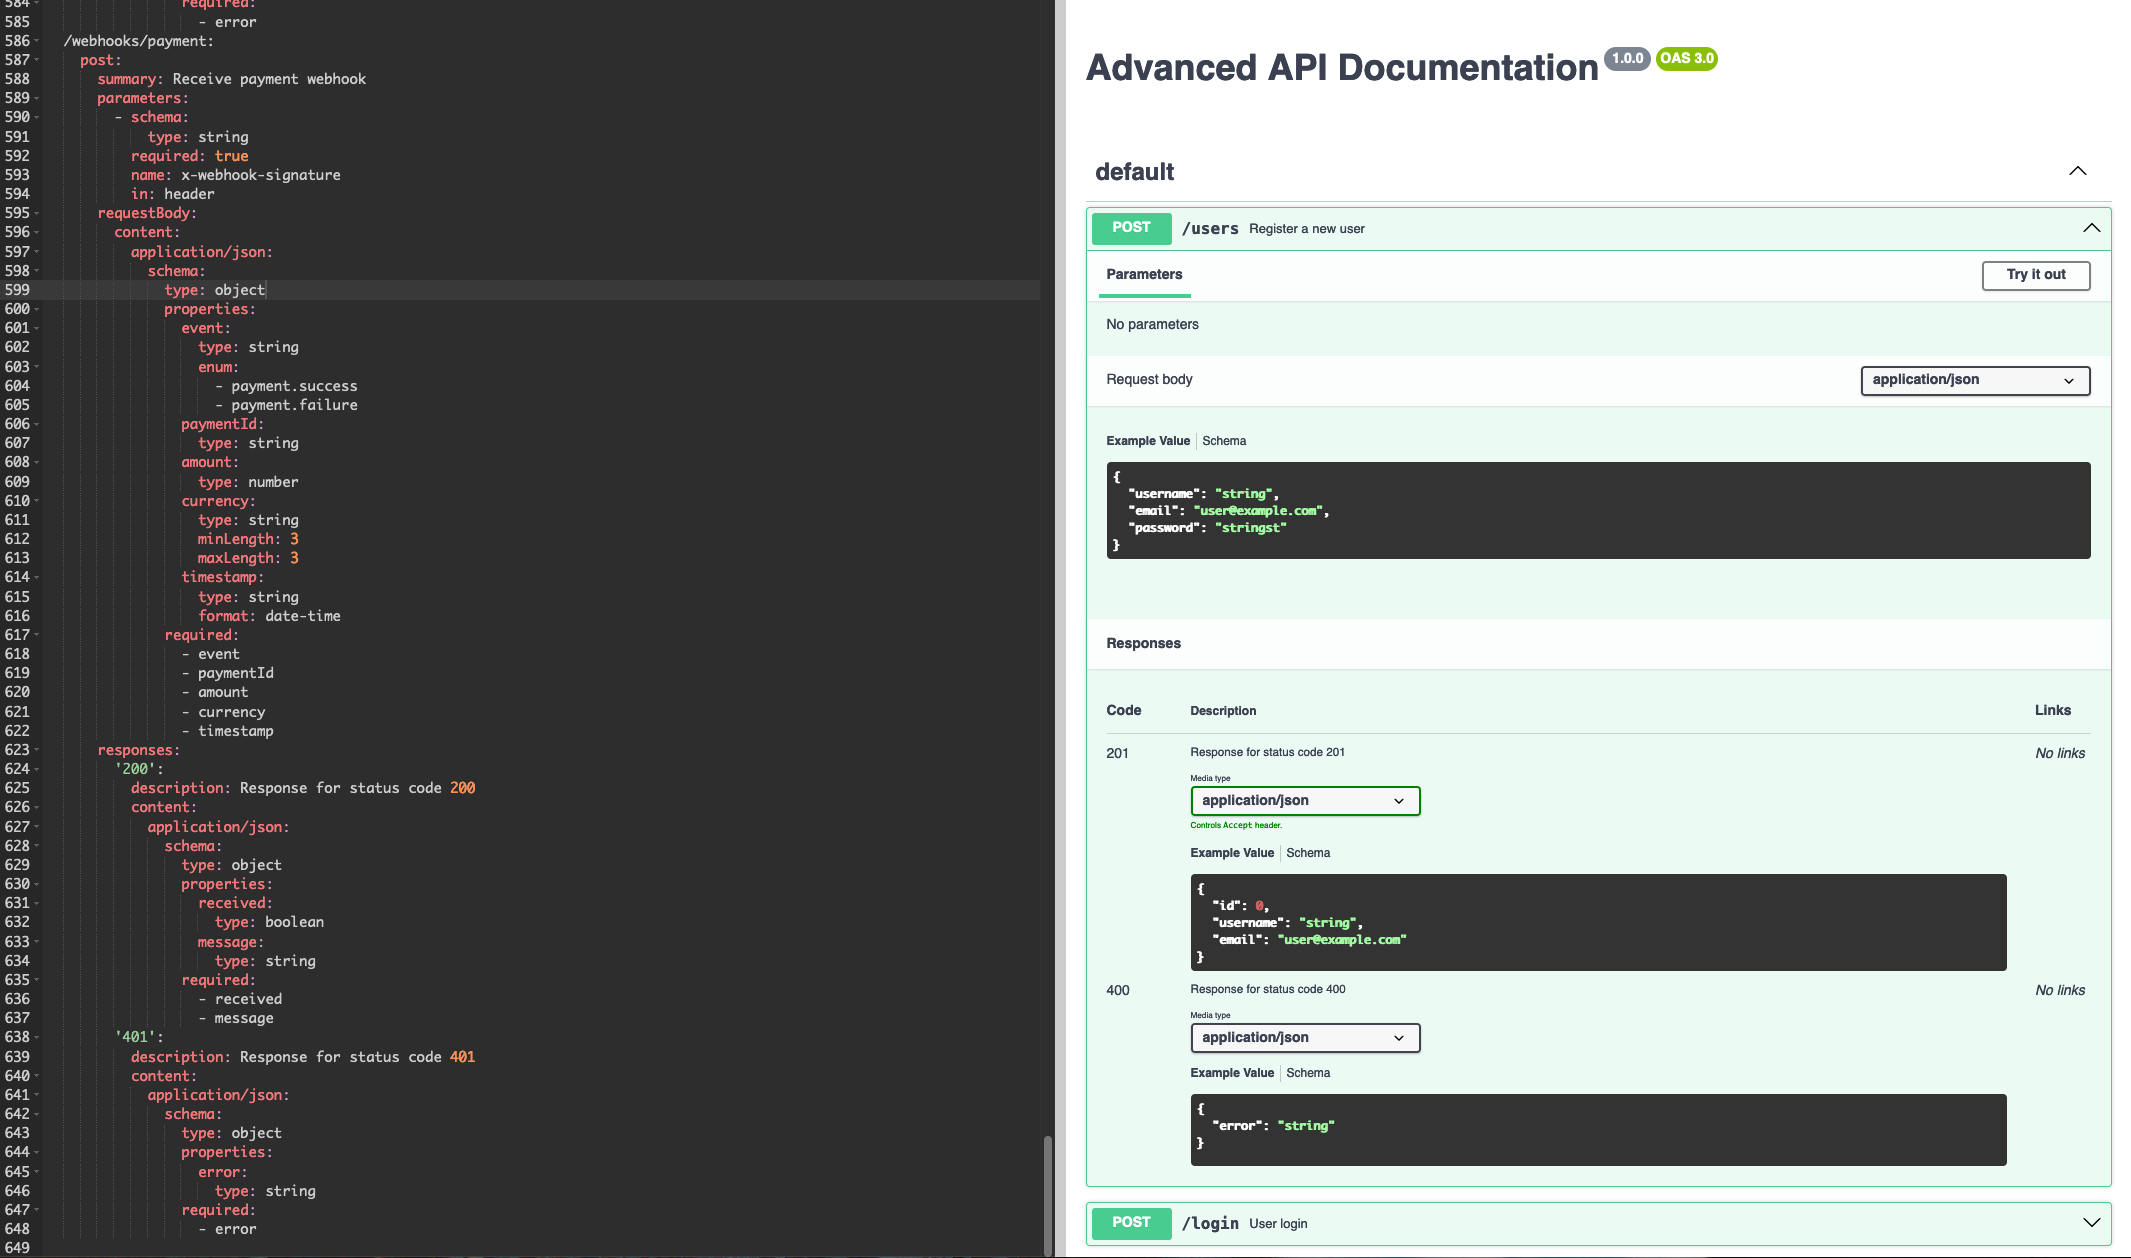 584 required:
585 - error
586 /webhooks/payment:
587 post:
588 summary: Receive payment webhook
589 parameters:
590 - schema:
591 type: string
592 required: true
593 name: x-webhook-signature
594 in: header
595 requestBody:
596 content:
597 application/json:
598 schema:
599 type: object
600 properties:
601 event:
602 type: string
603 enum:
604 - payment.success
605 - payment.failure
606 paymentId:
607 type: string
608 amount:
609 type: number
610 currency:
611 type: string
612 minLength: 3
613 maxLength: 3
614 timestamp:
615 type: string
616 format: date-time
617 required:
618 - event
619 - paymentId
620 - amount
621 - currency
622 - timestamp
623 responses:
624 '200':
625 description: Response for status code 200
626 content:
627 application/json:
628 schema:
629 type: object
630 properties:
631 received:
632 type: boolean
633 message:
634 type: string
635 required:
636 - received
637 - message
638 '401':
639 description: Response for status code 401
640 content:
641 application/json:
642 schema:
643 type: object
644 properties:
645 error:
646 type: string
647 required:
648 - error
649
Advanced API Documentation 1.0.0 OAS 3.0
default
POST /users Register a new user
Parameters Try it out
No parameters
Request body application/json
Example Value Schema
{
"username": "string",
"email": "user@example.com",
"password": "stringst"
}
Responses
Code Description Links
201 Response for status code 201 No links
Media type
application/json
Controls Accept header.
Example Value Schema
{
"id": 0,
"username": "string",
"email": "user@example.com"
}
400 Response for status code 400 No links
Media type
application/json
Example Value Schema
{
"error": "string"
}
POST /login User login